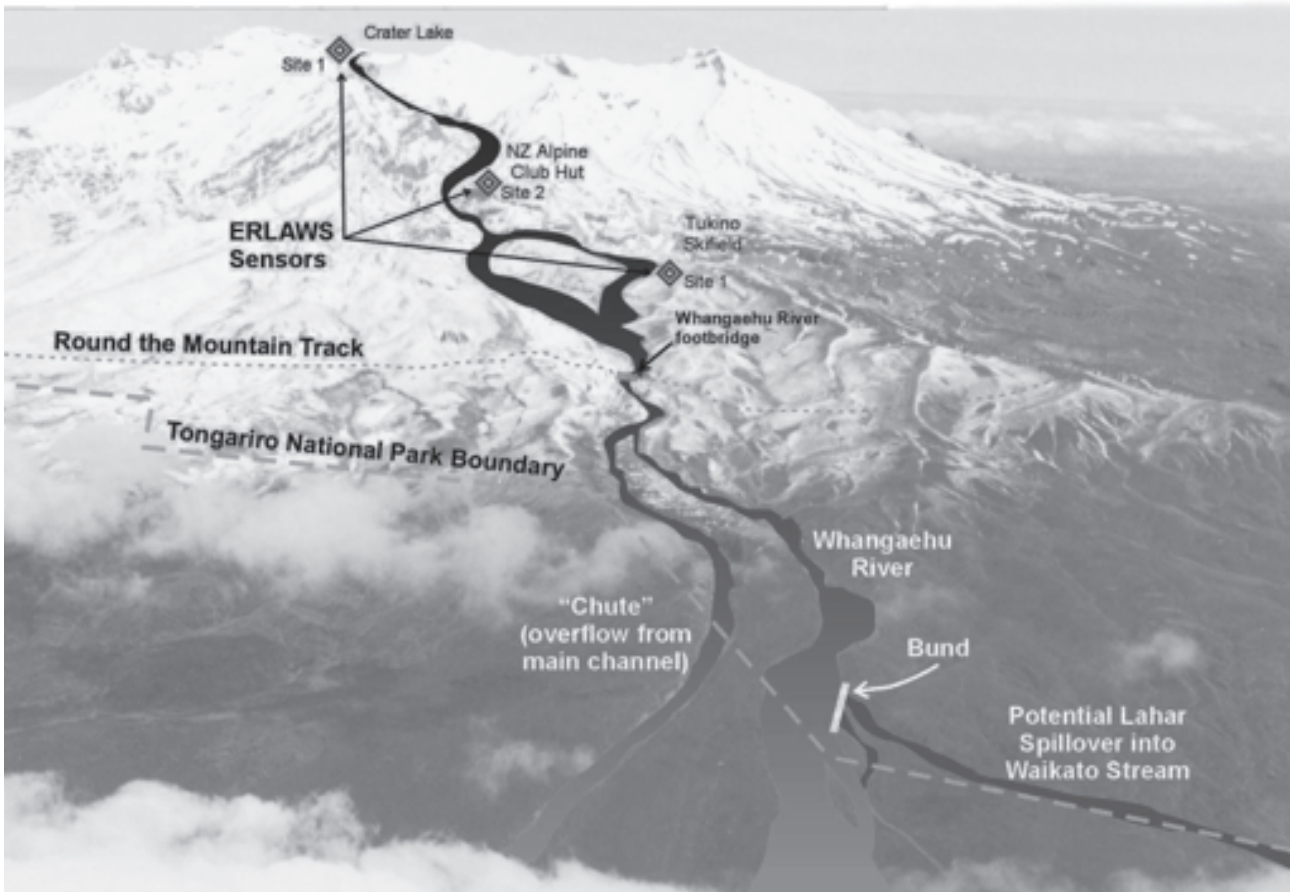 Crater Lake
Site 1
NZ Alpine
Club Hut
Site 2
ERLAWS
Sensors
Tukino
Skifield
Site 1
Whangaehu River
footbridge
Round the Mountain Track
Tongariro National Park Boundary
Whangaehu
River
“Chute”
(overflow from
main channel)
Bund
Potential Lahar
Spillover into
Waikato Stream